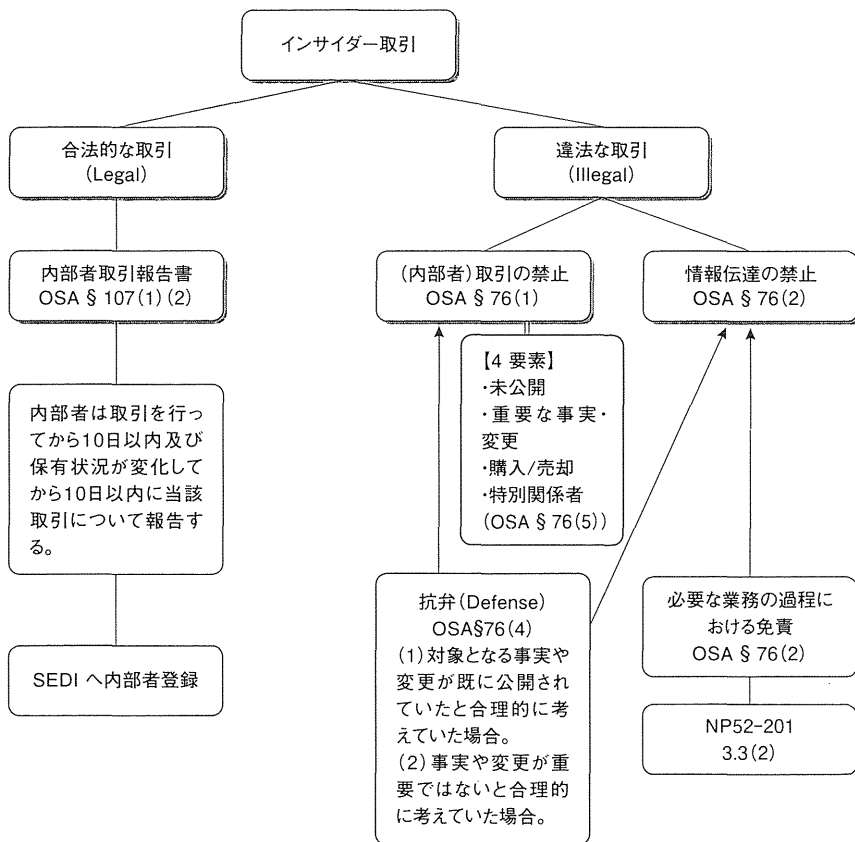 インサイダー取引
合法的な取引
(Legal)
違法な取引
(Illegal)
内部者取引報告書
OSA § 107(1)(2)
(内部者)取引の禁止
OSA § 76(1)
情報伝達の禁止
OSA § 76(2)
【4 要素】
・未公開
・重要な事実・
変更
・購入/売却
・特別関係者
(OSA § 76(5))
内部者は取引を行っ
てから10日以内及び
保有状況が変化して
から10日以内に当該
取引について報告す
る。
SEDI へ内部者登録
抗弁(Defense)
OSA§76(4)
(1)対象となる事実や
変更が既に公開され
ていたと合理的に考
えていた場合。
(2)事実や変更が重
要ではないと合理的
に考えていた場合。
必要な業務の過程に
おける免責
OSA § 76(2)
NP52-201
3.3(2)